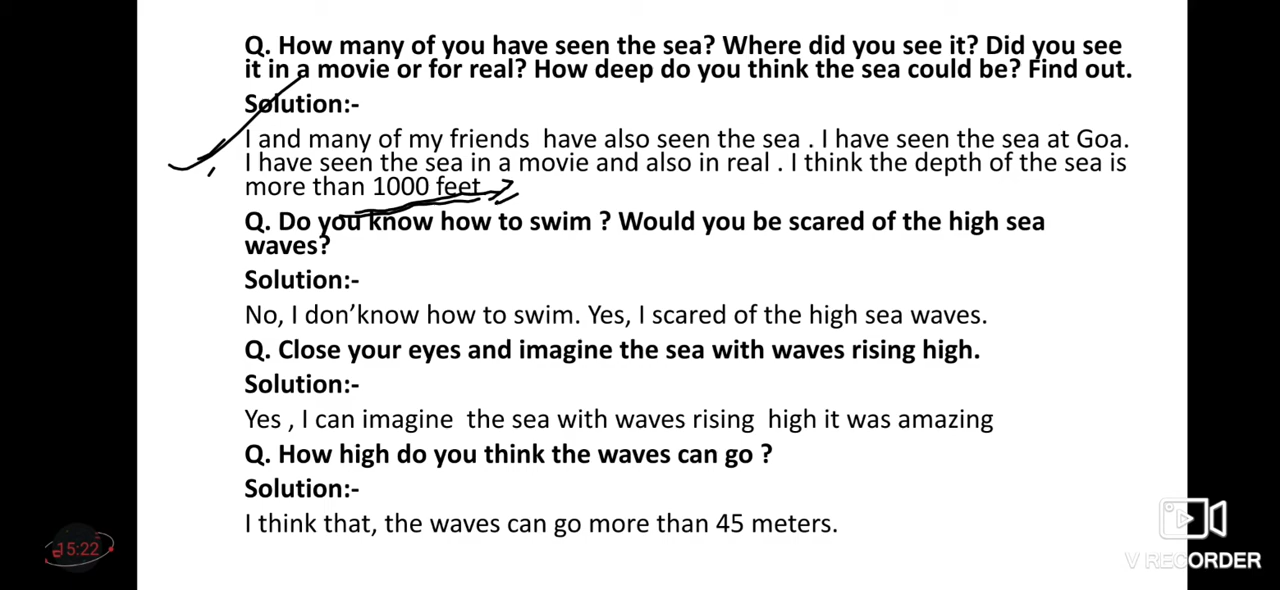 Q. How many of you have seen the sea? Where did you see it? Did you see
it in a movie or for real? How deep do you think the sea could be? Find out.
Solution:-
I and many of my friends have also seen the sea . I have seen the sea at Goa.
I have seen the sea in a movie and also in real . I think the depth of the sea is
more than 1000 feet
Q. Do you know how to swim ? Would you be scared of the high sea
waves?
Solution:-
No, I don’know how to swim. Yes, I scared of the high sea waves.
Q. Close your eyes and imagine the sea with waves rising high.
Solution:-
Yes , I can imagine the sea with waves rising high it was amazing
Q. How high do you think the waves can go ?
Solution:-
I think that, the waves can go more than 45 meters.
15:22
V RECORDER